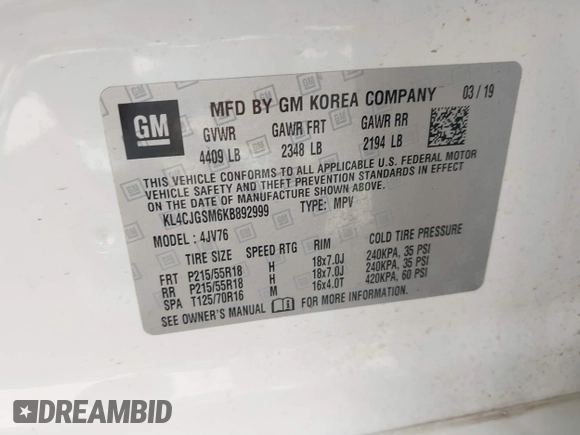 GM
MFD BY GM KOREA COMPANY 03 / 19
GVWR GAWR FRT GAWR RR
4409 LB 2348 LB 2194 LB
THIS VEHICLE CONFORMS TO ALL APPLICABLE U.S. FEDERAL MOTOR
VEHICLE SAFETY AND THEFT PREVENTION STANDARDS IN EFFECT
ON THE DATE OF MANUFACTURE SHOWN ABOVE.
KL4CJGSM6KB892999 TYPE: MPV
MODEL: 4JV76
TIRE SIZE SPEED RTG RIM COLD TIRE PRESSURE
FRT P215/55R18 H 18x7.0J 240KPA, 35 PSI
RR P215/55R18 H 18x7.0J 240KPA, 35 PSI
SPA T125/70R16 M 16x4.0T 420KPA, 60 PSI
SEE OWNER'S MANUAL FOR MORE INFORMATION.
DREAMBID